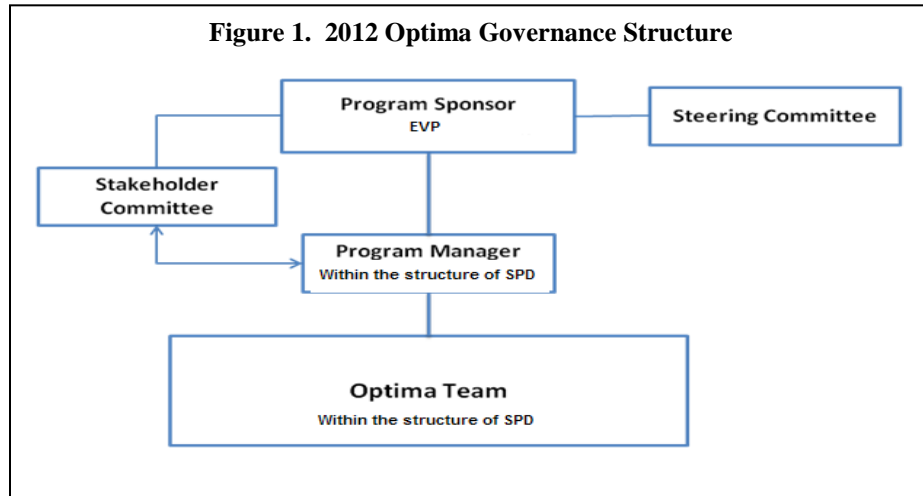 Figure 1. 2012 Optima Governance Structure
Program Sponsor
EVP
Steering Committee
Stakeholder
Committee
Program Manager
Within the structure of SPD
Optima Team
Within the structure of SPD